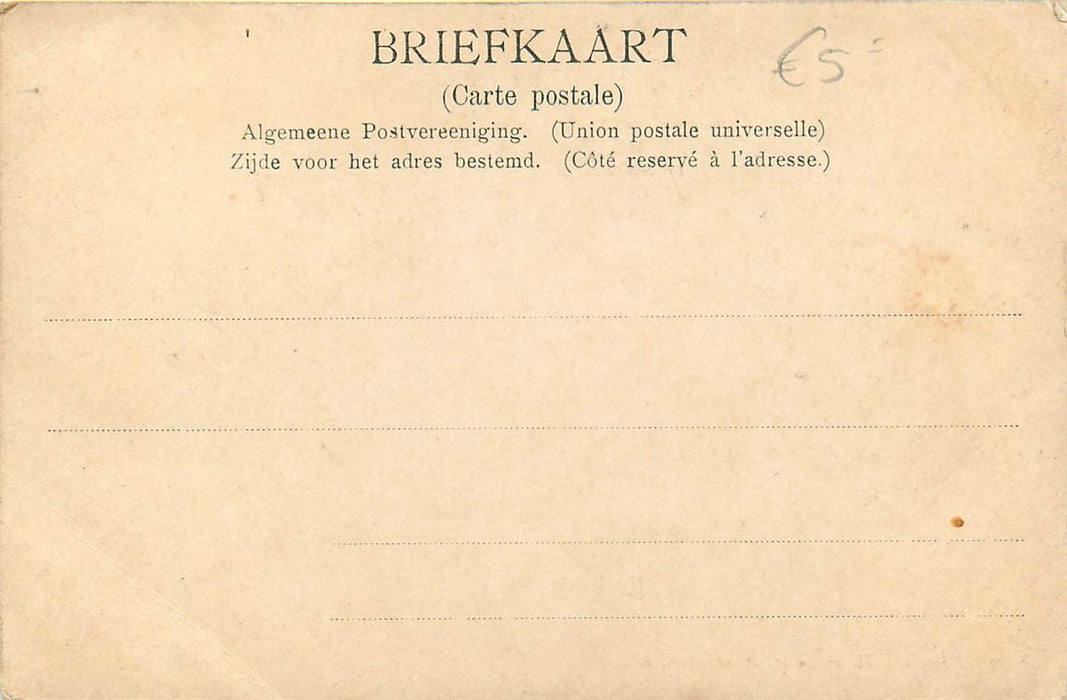 BRIEFKAART
€5=
(Carte postale)
Algemeene Postvereeniging. (Union postale universelle)
Zijde voor het adres bestemd. (Côté reservé à l'adresse.)